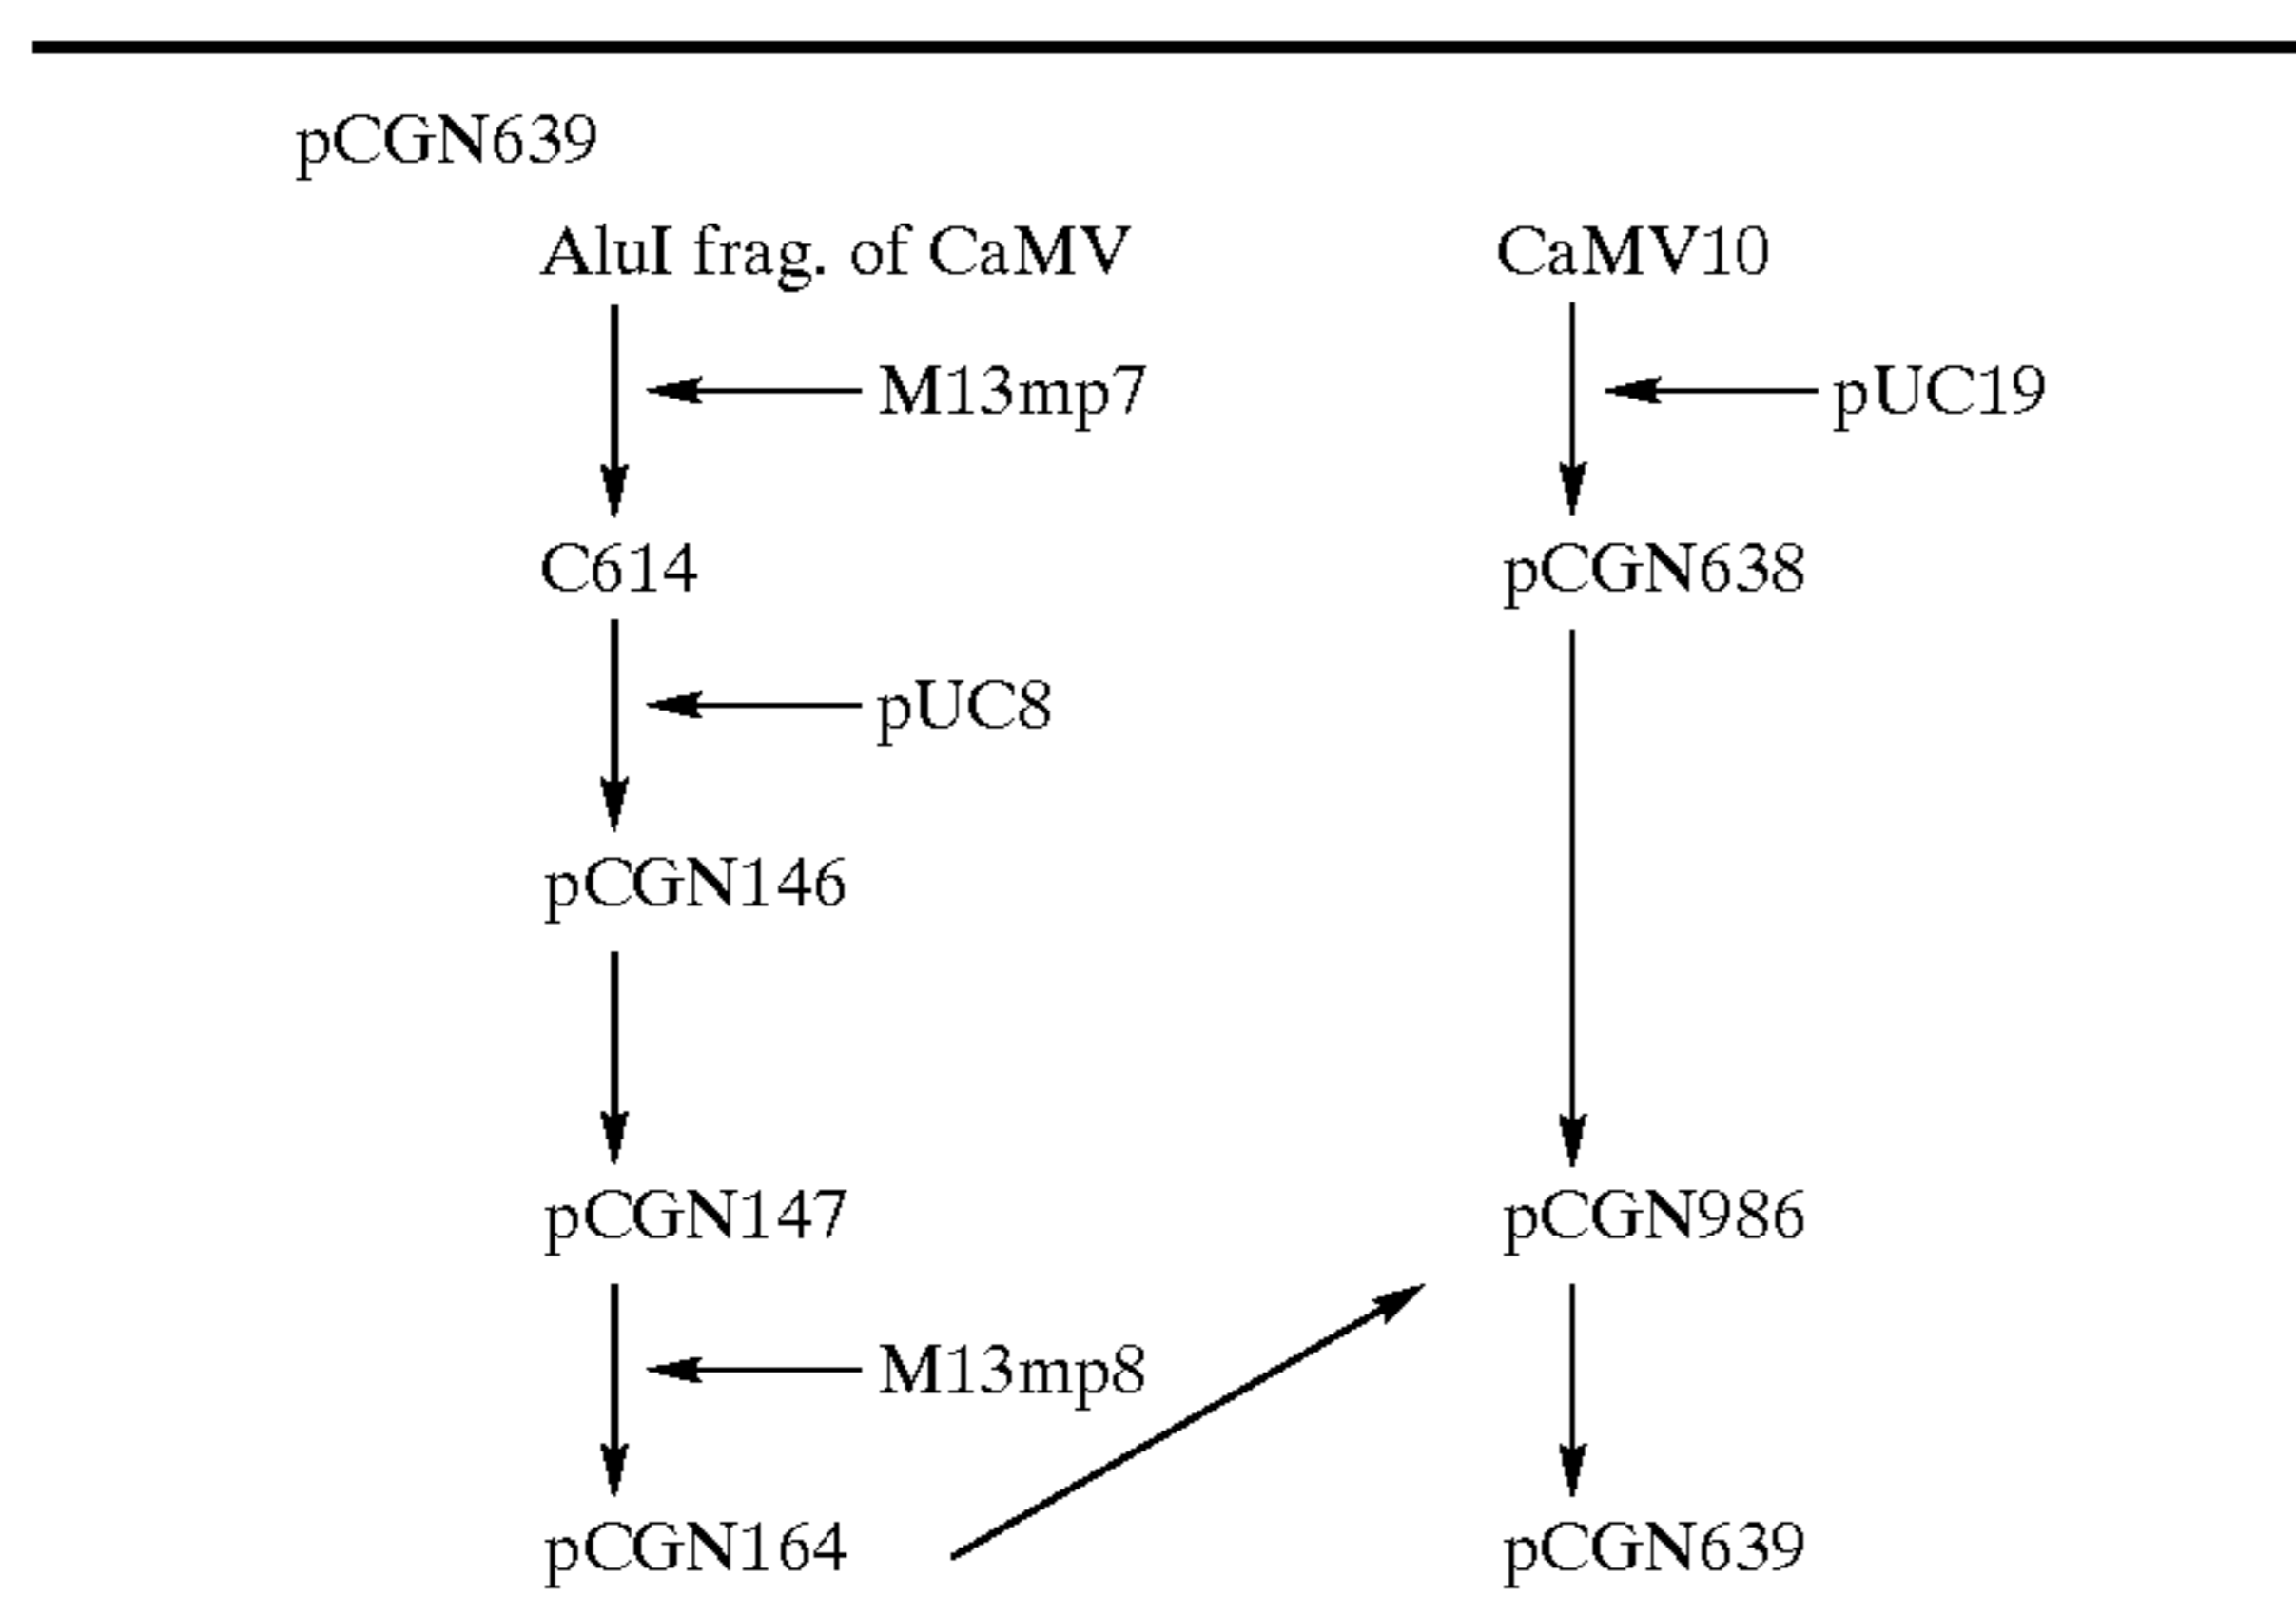 pCGN639
AluI frag. of CaMV CaMV10
M13mp7 pUC19
C614 pCGN638
pUC8
pCGN146
pCGN147 pCGN986
M13mp8
pCGN164 pCGN639